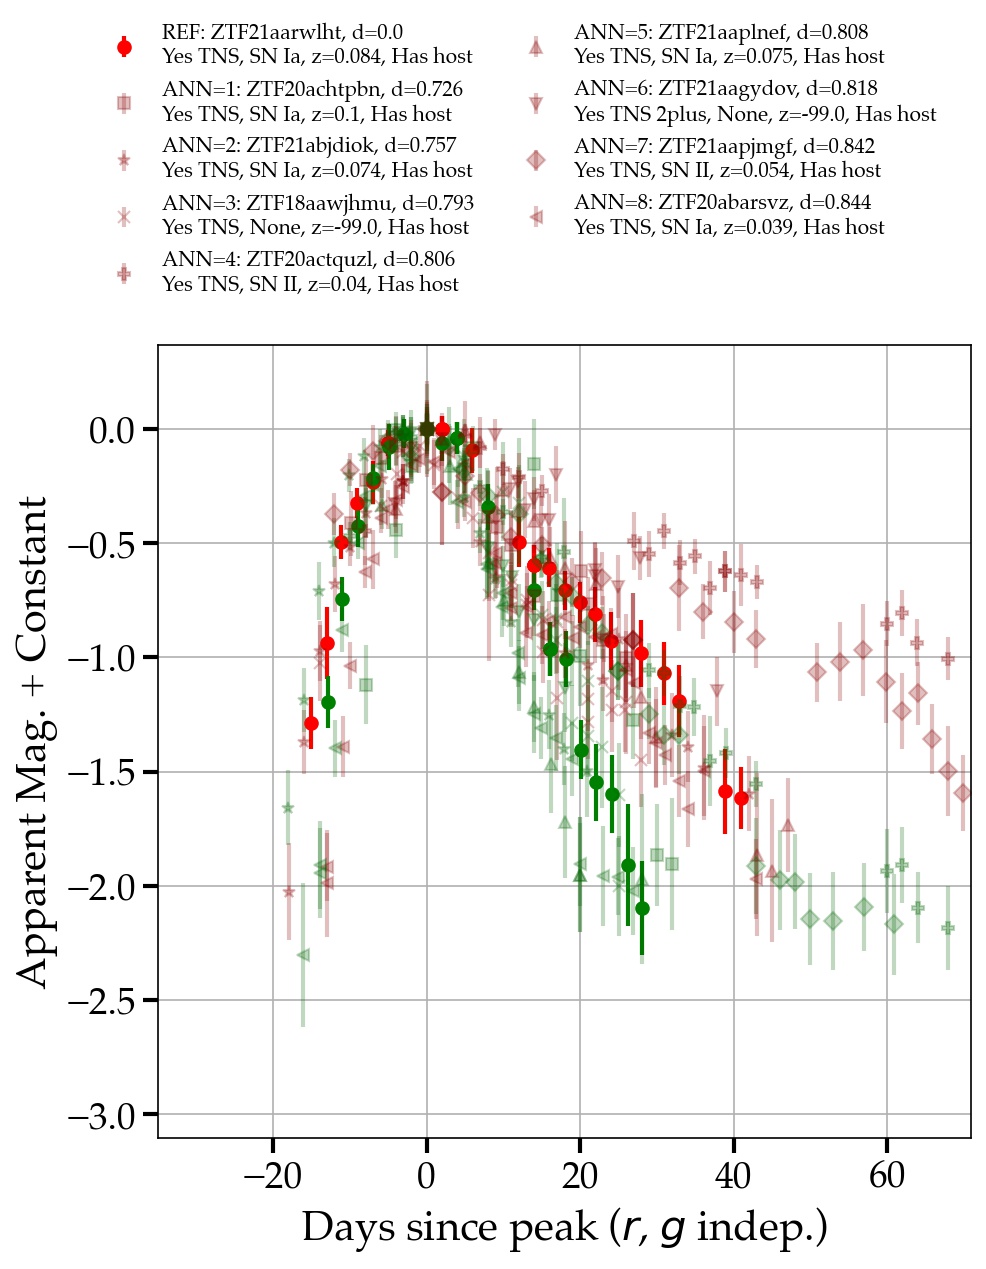 REF: ZTF21aarwlht, d=0.0
Yes TNS, SN Ia, z=0.084, Has host
ANN=1: ZTF20achtpbn, d=0.726
Yes TNS, SN Ia, z=0.1, Has host
ANN=2: ZTF21abjdiok, d=0.757
Yes TNS, SN Ia, z=0.074, Has host
ANN=3: ZTF18aawjhmu, d=0.793
Yes TNS, None, z=-99.0, Has host
ANN=4: ZTF20actquzl, d=0.806
Yes TNS, SN II, z=0.04, Has host
ANN=5: ZTF21aaplnef, d=0.808
Yes TNS, SN Ia, z=0.075, Has host
ANN=6: ZTF21aagydov, d=0.818
Yes TNS 2plus, None, z=-99.0, Has host
ANN=7: ZTF21aapjmgf, d=0.842
Yes TNS, SN II, z=0.054, Has host
ANN=8: ZTF20abarsvz, d=0.844
Yes TNS, SN Ia, z=0.039, Has host
Apparent Mag. + Constant
0.0
−0.5
−1.0
−1.5
−2.0
−2.5
−3.0
−20 0 20 40 60
Days since peak (r, g indep.)